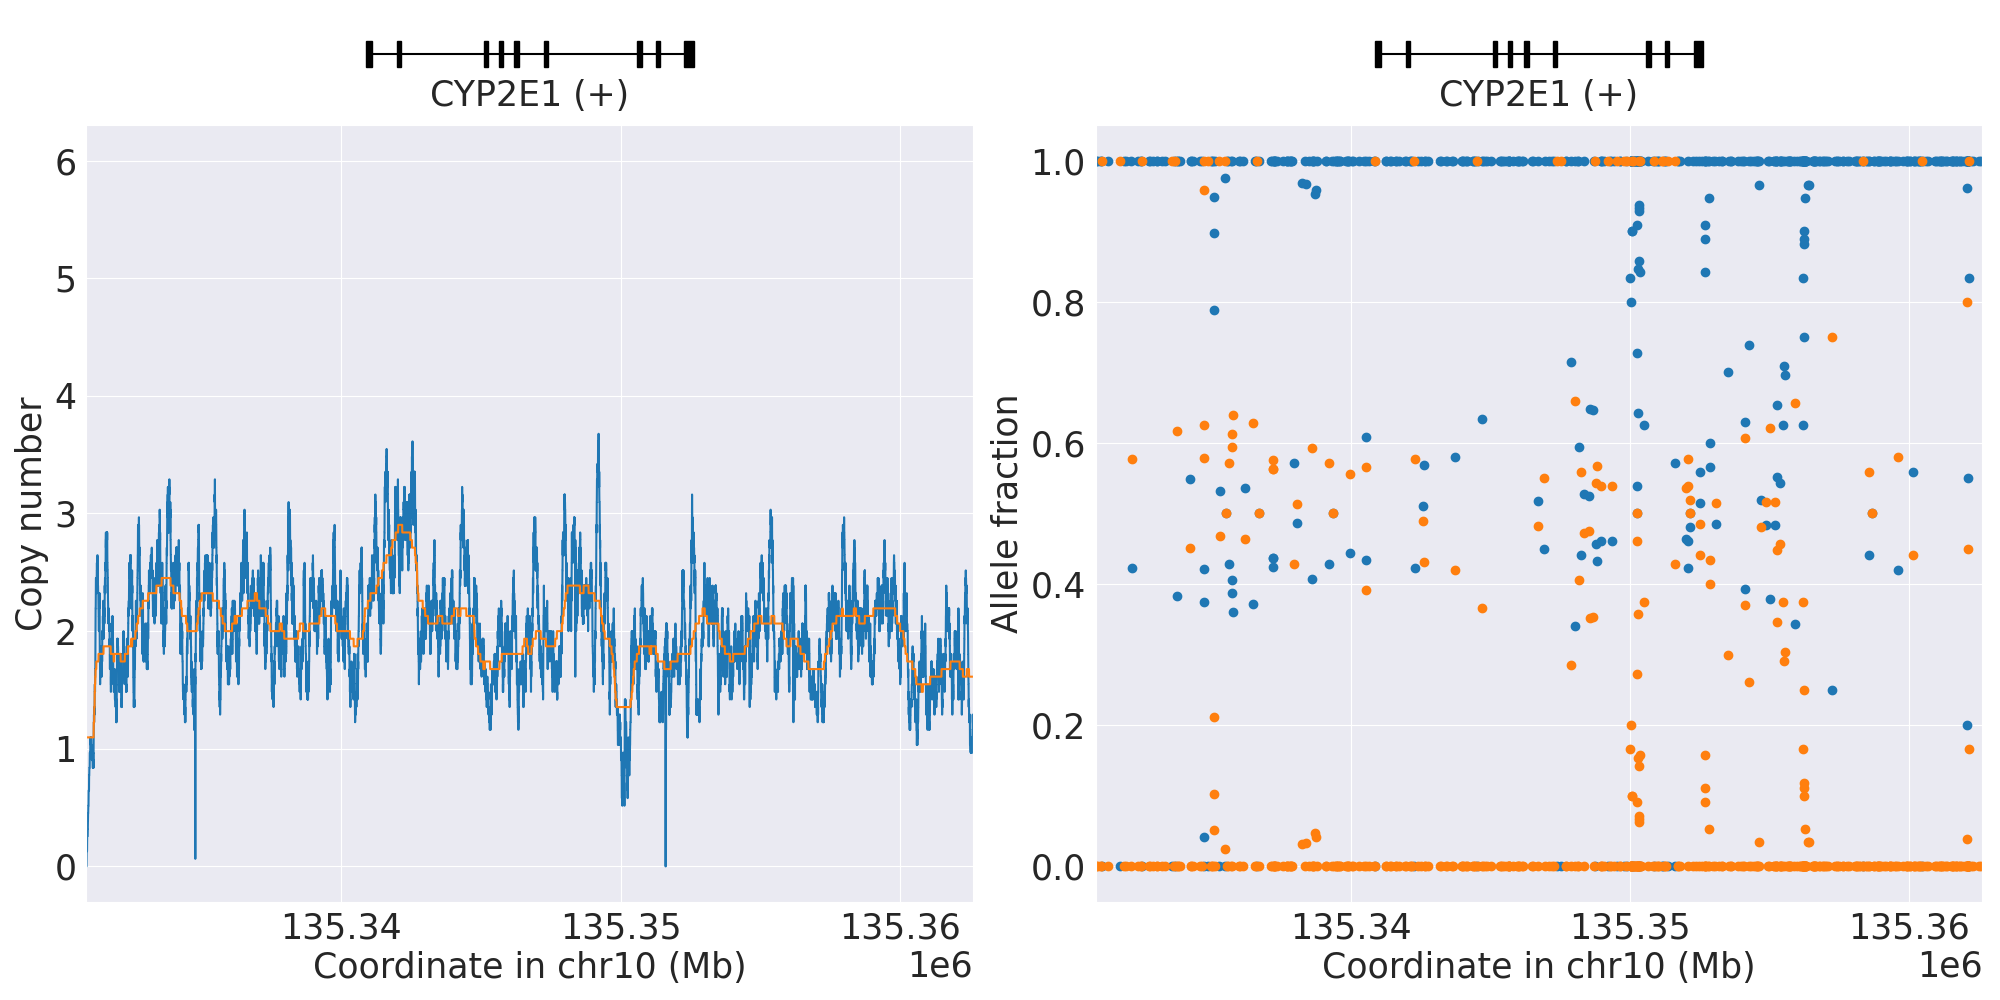 CYP2E1 (+)
6
5
4
3
2
1
0
Copy number
135.34
135.35
135.36
Coordinate in chr10 (Mb)
1e6
CYP2E1 (+)
1.0
0.8
0.6
0.4
0.2
0.0
Allele fraction
135.34
135.35
135.36
Coordinate in chr10 (Mb)
1e6